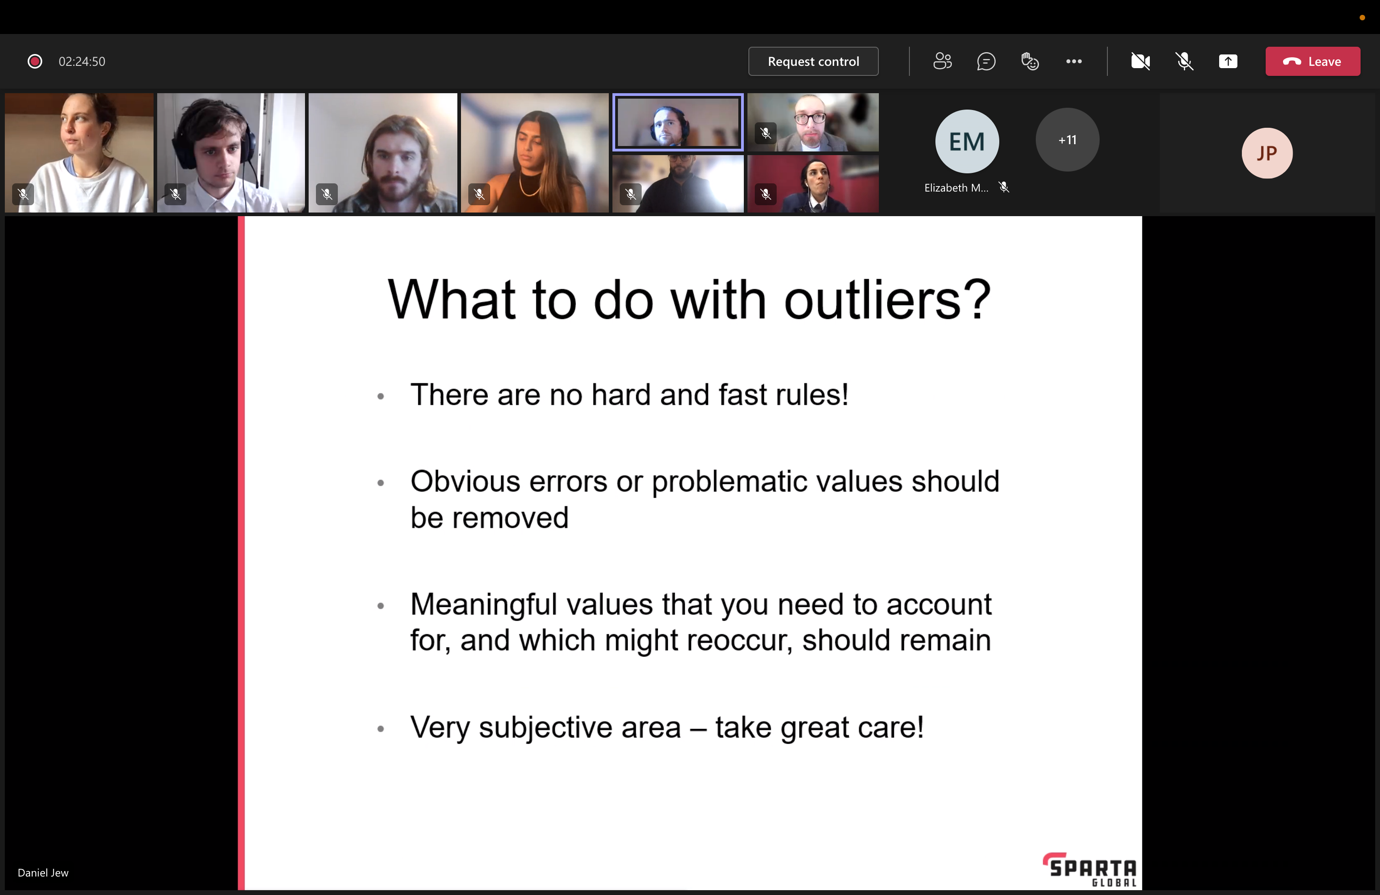 02:24:50
Request control
Leave
EM
+11
JP
Elizabeth M...
What to do with outliers?
• There are no hard and fast rules!
• Obvious errors or problematic values should
be removed
• Meaningful values that you need to account
for, and which might reoccur, should remain
• Very subjective area – take great care!
Daniel Jew
SPARTA
GLOBAL